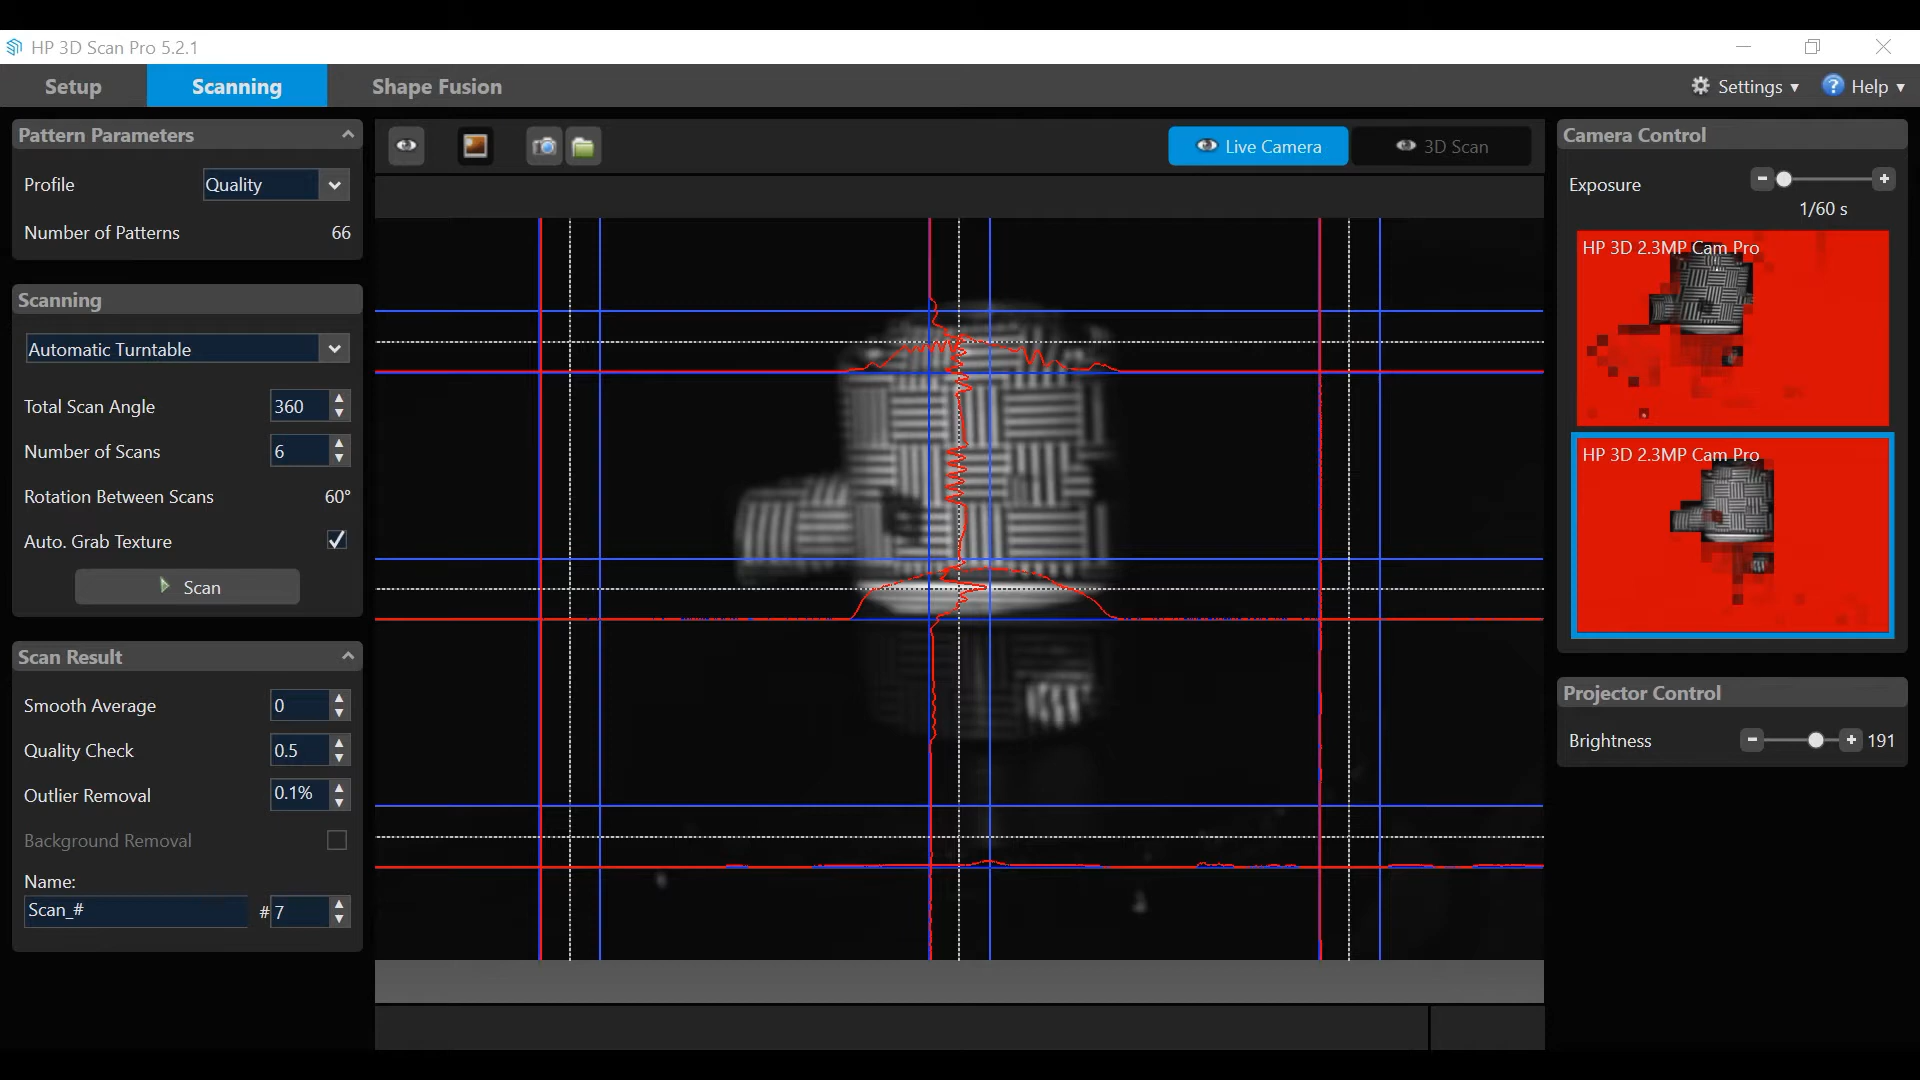 HP 3D Scan Pro 5.2.1
Setup
Scanning
Shape Fusion
Settings
Help
Pattern Parameters
Profile
Quality
Number of Patterns
66
Scanning
Automatic Turntable
Total Scan Angle
360
Number of Scans
6
Rotation Between Scans
60°
Auto. Grab Texture
Scan
Scan Result
Smooth Average
0
Quality Check
0.5
Outlier Removal
0.1%
Background Removal
Name:
Scan_#
#
7
Live Camera
3D Scan
Camera Control
Exposure
1/60 s
HP 3D 2.3MP Cam Pro
HP 3D 2.3MP Cam Pro
Projector Control
Brightness
191